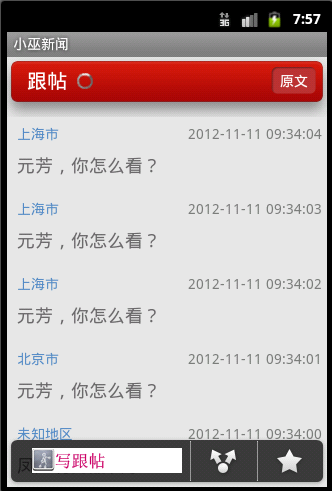 3G 7:57
小巫新闻
跟帖 原文
上海市 2012-11-11 09:34:04
元芳，你怎么看？
上海市 2012-11-11 09:34:03
元芳，你怎么看？
上海市 2012-11-11 09:34:02
元芳，你怎么看？
北京市 2012-11-11 09:34:01
元芳，你怎么看？
未知地区 2012-11-11 09:34:00
写跟帖